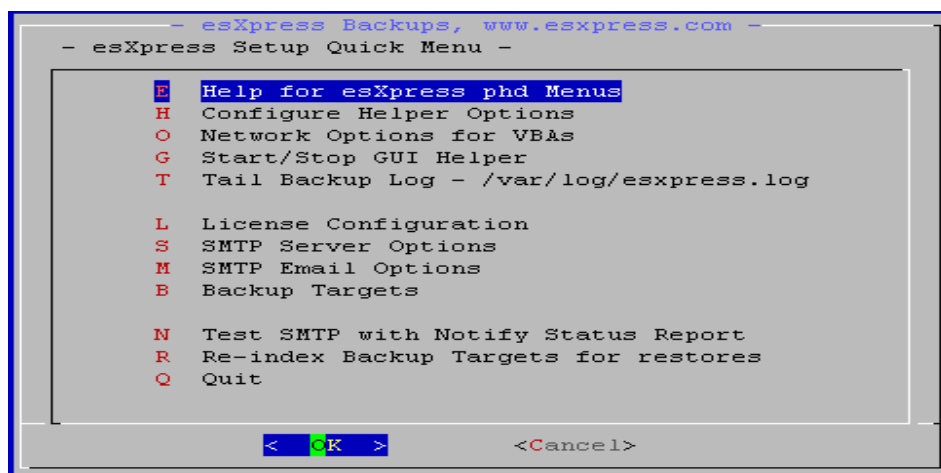 - esXpress Backups, www.esxpress.com -
- esXpress Setup Quick Menu -
E Help for esXpress phd Menus
H Configure Helper Options
O Network Options for VBAs
G Start/Stop GUI Helper
T Tail Backup Log - /var/log/esxpress.log
L License Configuration
S SMTP Server Options
M SMTP Email Options
B Backup Targets
N Test SMTP with Notify Status Report
R Re-index Backup Targets for restores
Q Quit
< OK > <Cancel>